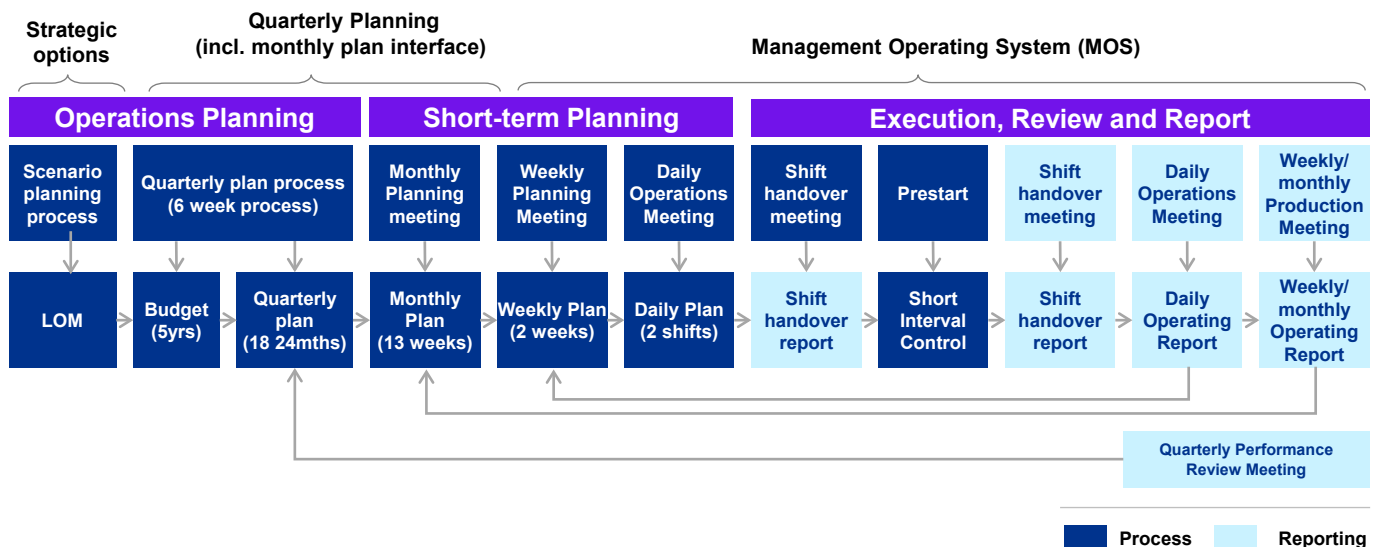 Strategic
options
Quarterly Planning
(incl. monthly plan interface)
Management Operating System (MOS)
Operations Planning
Short-term Planning
Execution, Review and Report
Scenario
planning
process
Quarterly plan process
(6 week process)
Monthly
Planning
meeting
Weekly
Planning
Meeting
Daily
Operations
Meeting
Shift
handover
meeting
Prestart
Shift
handover
meeting
Daily
Operations
Meeting
Weekly/
monthly
Production
Meeting
LOM
Budget
(5yrs)
Quarterly
plan
(18 24mths)
Monthly
Plan
(13 weeks)
Weekly Plan
(2 weeks)
Daily Plan
(2 shifts)
Shift
handover
report
Short
Interval
Control
Shift
handover
report
Daily
Operating
Report
Weekly/
monthly
Operating
Report
Quarterly Performance
Review Meeting
Process
Reporting